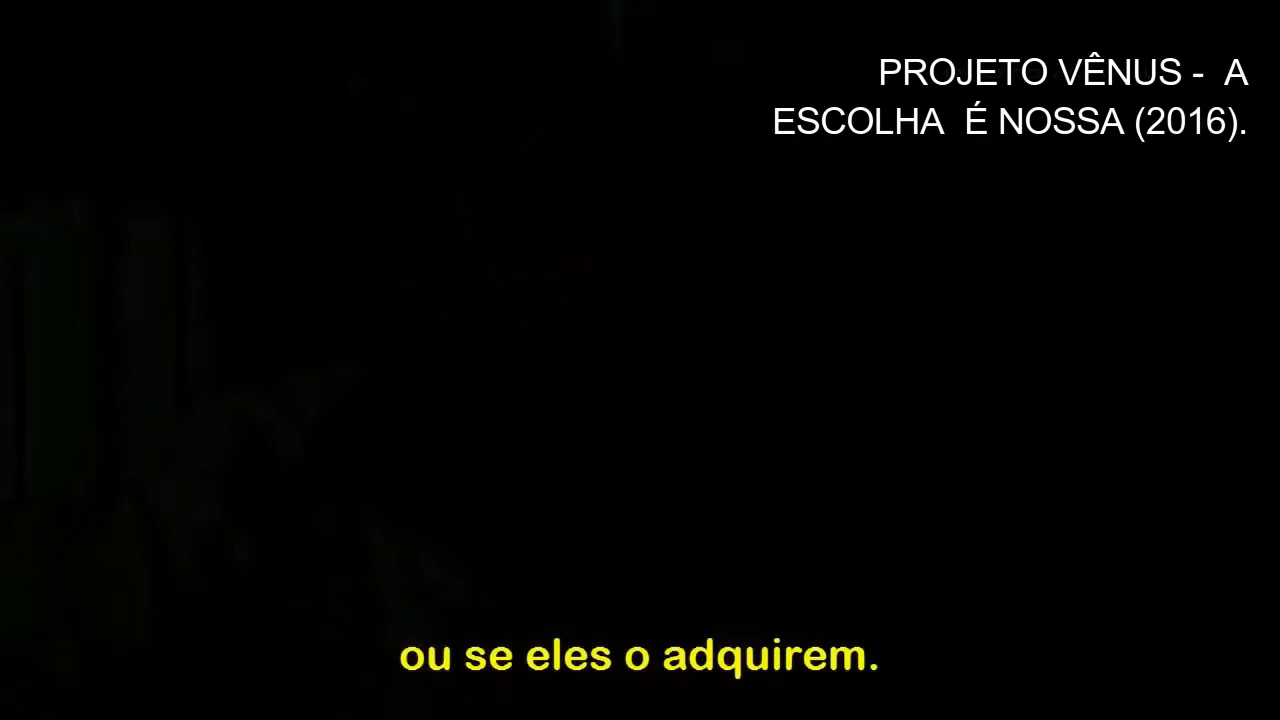 PROJETO VÊNUS -  A
ESCOLHA  É NOSSA (2016).
ou se eles o adquirem.